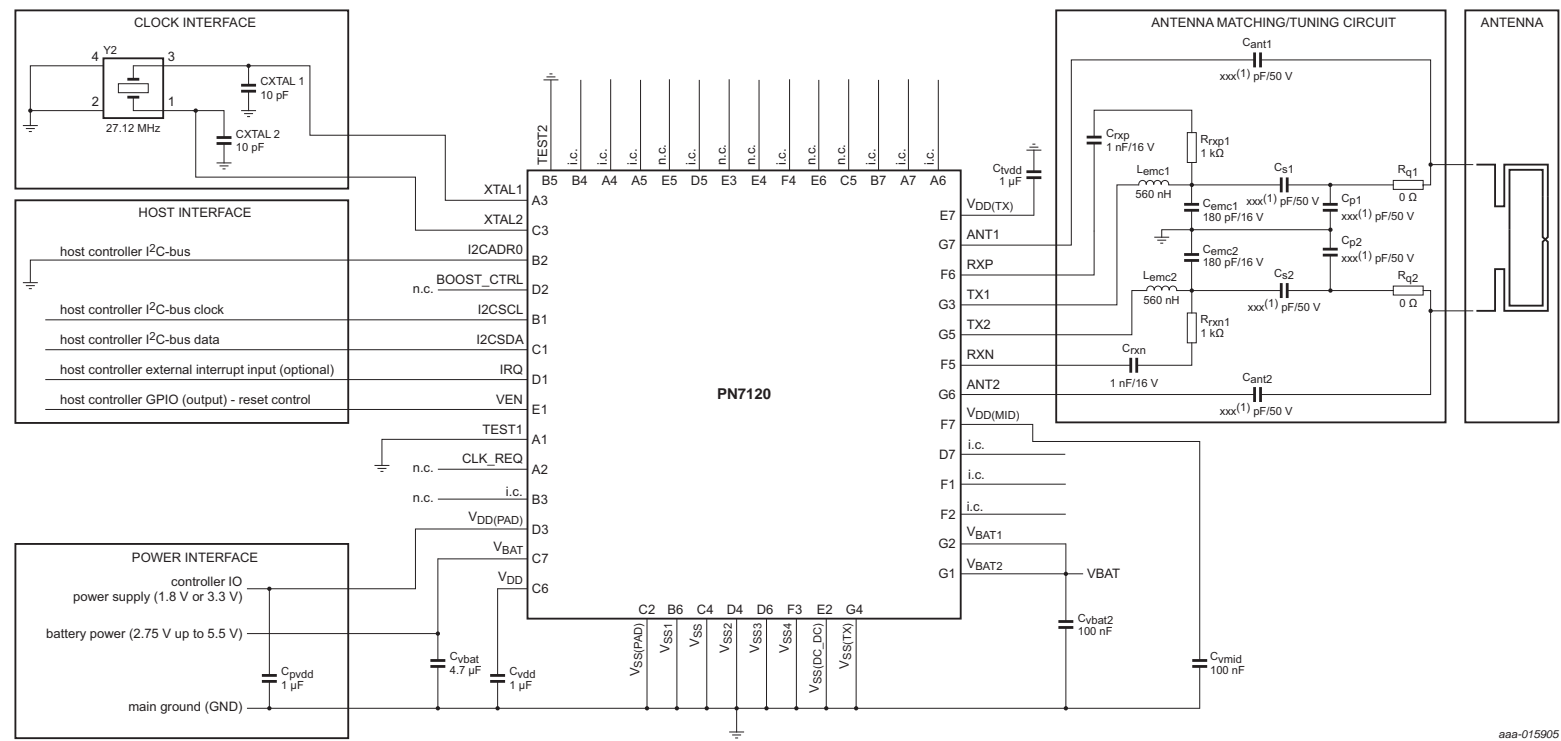 CLOCK INTERFACE
Y2
4
3
2
1
27.12 MHz
CXTAL 1
10 pF
CXTAL 2
10 pF
HOST INTERFACE
host controller I2C-bus
host controller I2C-bus clock
host controller I2C-bus data
host controller external interrupt input (optional)
host controller GPIO (output) - reset control
XTAL1
A3
XTAL2
C3
I2CADR0
B2
n.c.
BOOST_CTRL
D2
I2CSCL
B1
I2CSDA
C1
IRQ
D1
VEN
E1
TEST1
A1
n.c.
CLK_REQ
A2
n.c.
i.c.
B3
VDD(PAD)
D3
VBAT
C7
VDD
C6
POWER INTERFACE
controller IO
power supply (1.8 V or 3.3 V)
battery power (2.75 V up to 5.5 V)
main ground (GND)
Cpvdd
1 µF
Cvbat
4.7 µF
Cvdd
1 µF
TEST2
i.c.
i.c.
i.c.
n.c.
i.c.
n.c.
n.c.
i.c.
n.c.
n.c.
i.c.
i.c.
i.c.
B5 B4 A4 A5 E5 D5 E3 E4 F4 E6 C5 B7 A7 A6
PN7120
C2 B6 C4 D4 D6 F3 E2 G4
VSS(PAD)
VSS1
VSS
VSS2
VSS3
VSS4
VSS(DC_DC)
VSS(TX)
Ctvdd
1 µF
E7
VDD(TX)
G7
ANT1
F6
RXP
G3
TX1
G5
TX2
F5
RXN
G6
ANT2
F7
VDD(MID)
D7
i.c.
F1
i.c.
F2
i.c.
G2
VBAT1
G1
VBAT2
VBAT
Cvbat2
100 nF
Cvmid
100 nF
ANTENNA MATCHING/TUNING CIRCUIT
Cant1
xxx(1) pF/50 V
Crxp
1 nF/16 V
Rrxp1
1 kΩ
Lemc1
560 nH
Cs1
xxx(1) pF/50 V
Rq1
0 Ω
Cemc1
180 pF/16 V
Cp1
xxx(1) pF/50 V
Cemc2
180 pF/16 V
Cp2
xxx(1) pF/50 V
Lemc2
560 nH
Cs2
xxx(1) pF/50 V
Rq2
0 Ω
Rrxn1
1 kΩ
Crxn
1 nF/16 V
Cant2
xxx(1) pF/50 V
ANTENNA
aaa-015905